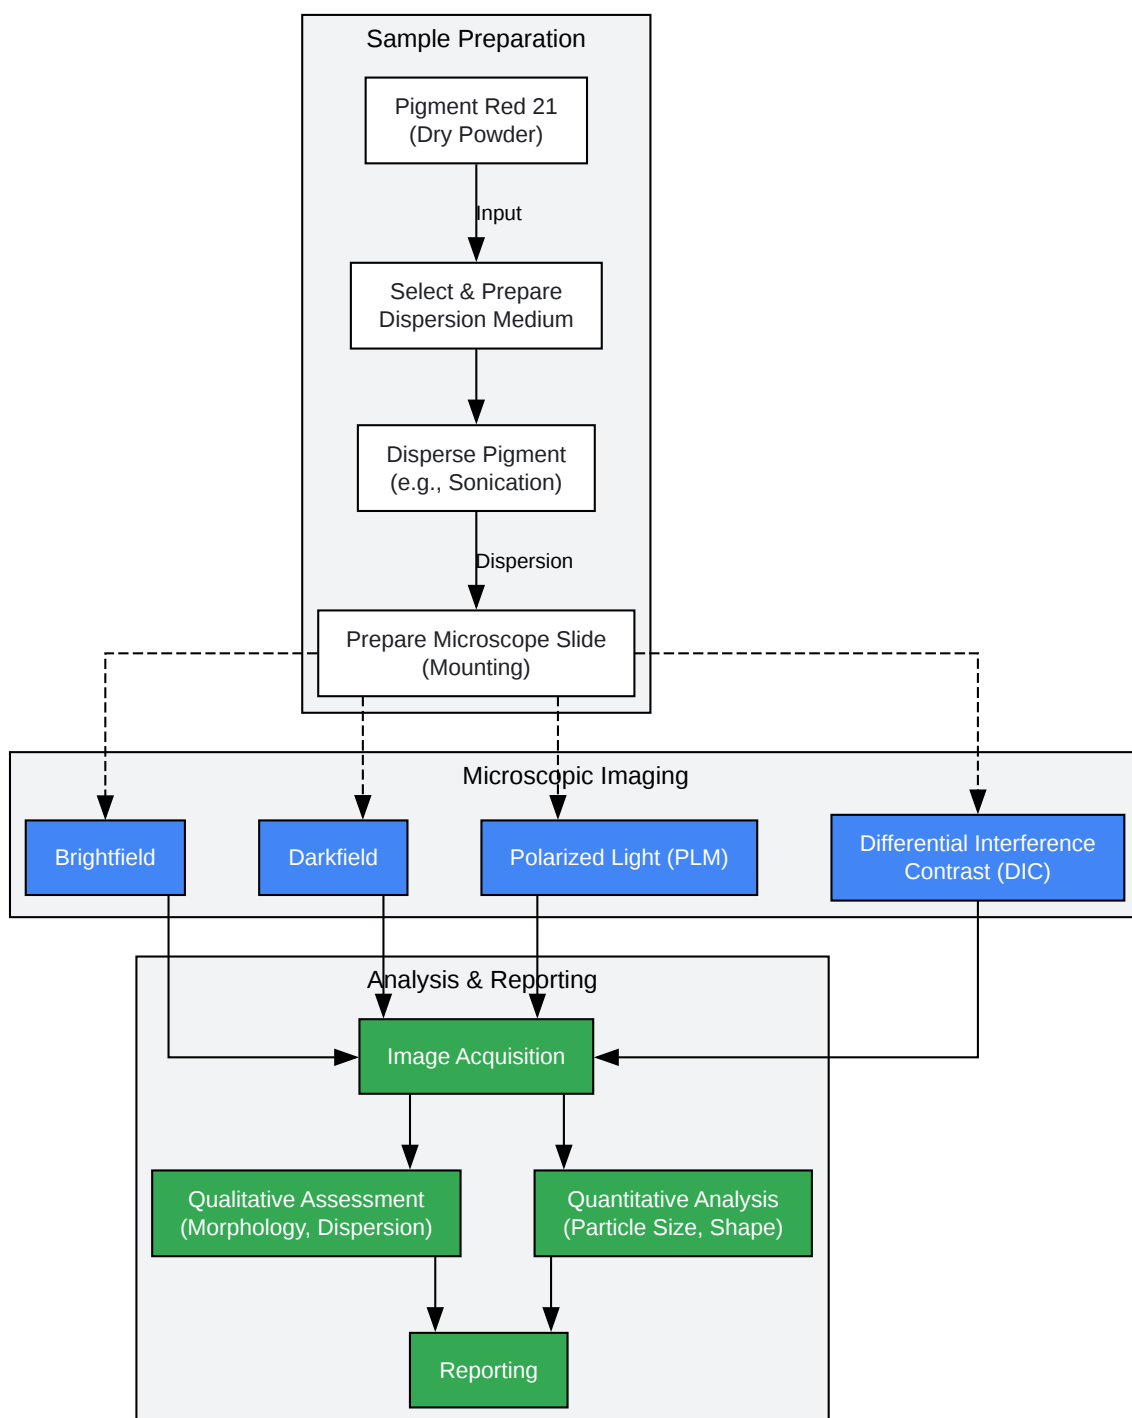 Sample Preparation
Pigment Red 21
(Dry Powder)
Input
Select & Prepare
Dispersion Medium
Disperse Pigment
(e.g., Sonication)
Dispersion
Prepare Microscope Slide
(Mounting)
Microscopic Imaging
Brightfield
Darkfield
Polarized Light (PLM)
Differential Interference
Contrast (DIC)
Analysis & Reporting
Image Acquisition
Qualitative Assessment
(Morphology, Dispersion)
Quantitative Analysis
(Particle Size, Shape)
Reporting